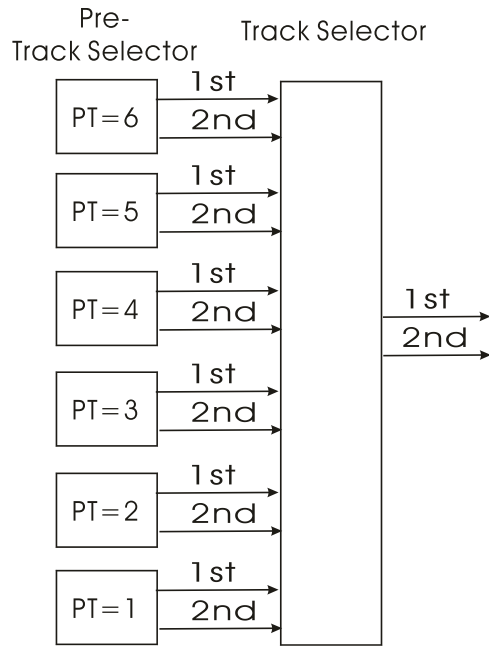 Pre-
Track Selector
Track Selector
PT=6
1st
2nd
PT=5
1st
2nd
PT=4
1st
2nd
1st
2nd
PT=3
1st
2nd
PT=2
1st
2nd
PT=1
1st
2nd